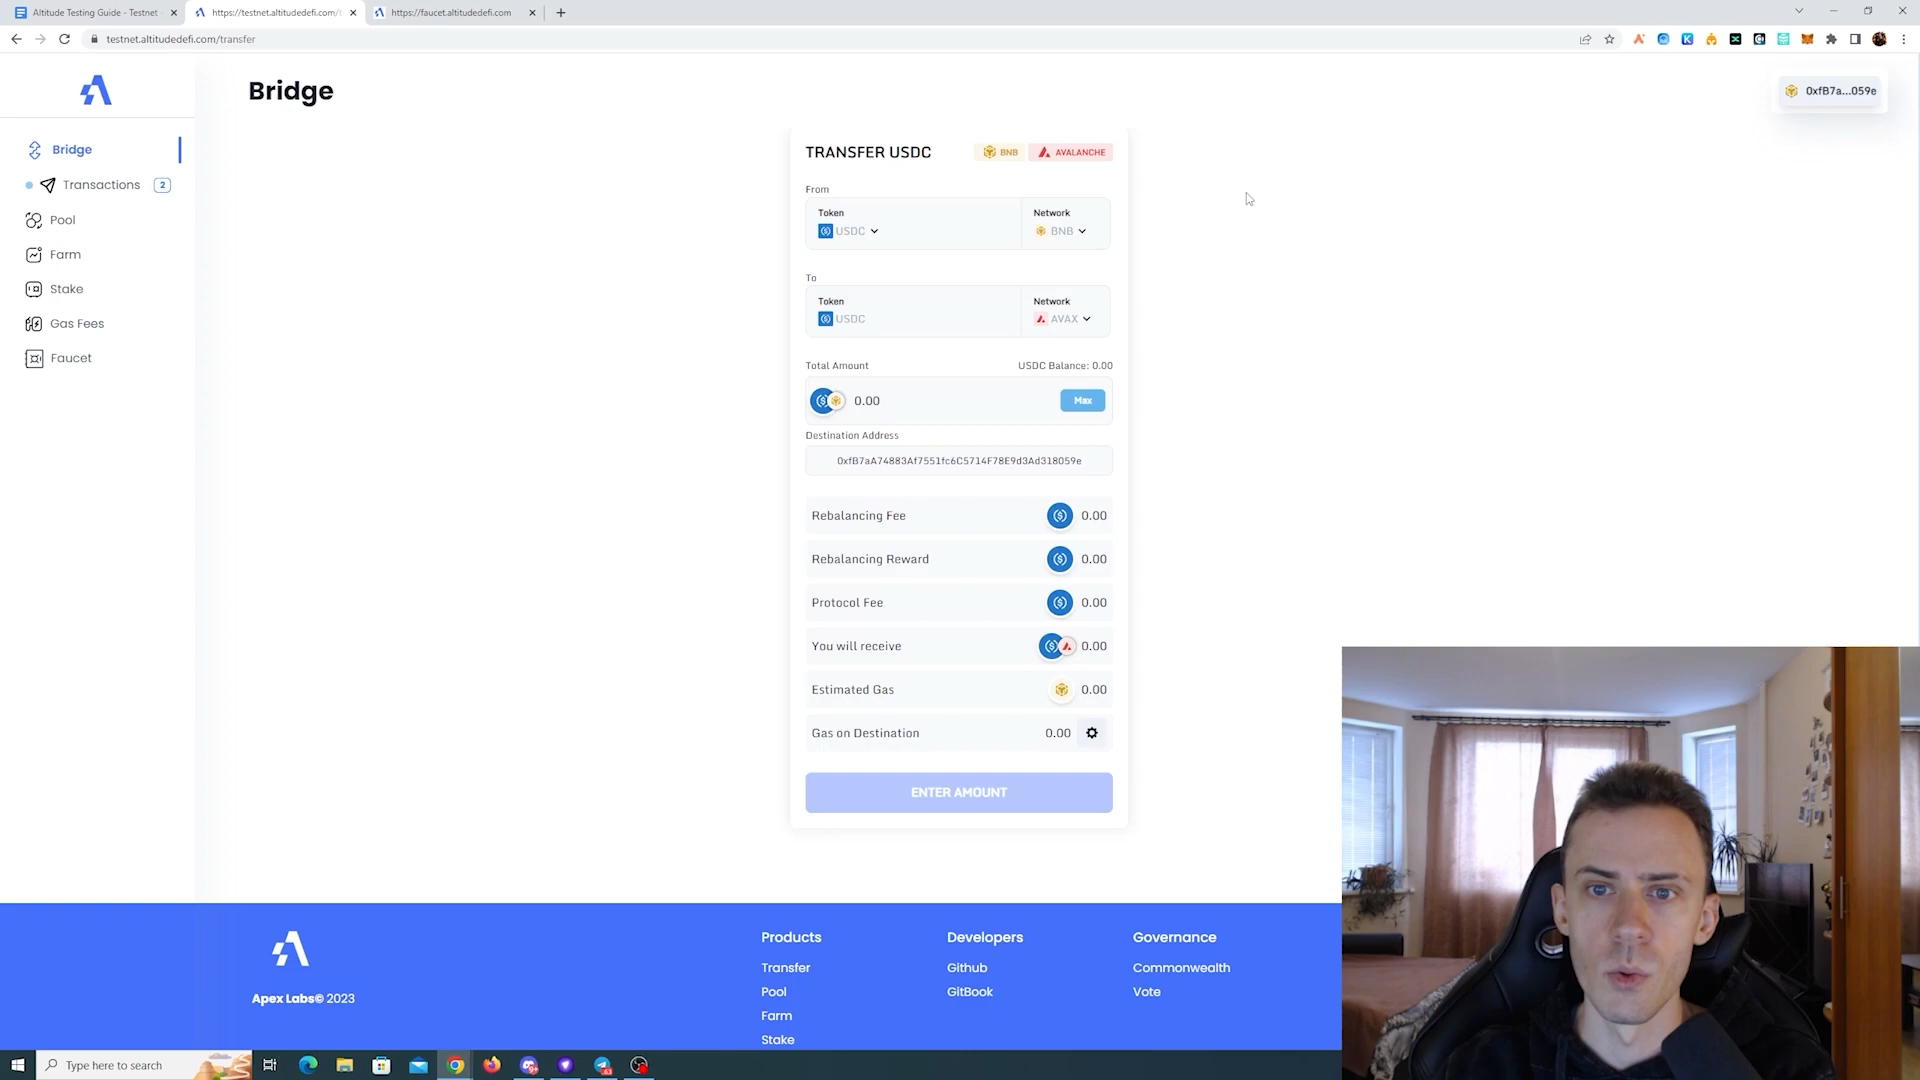 Altitude Testing Guide - Testnet
https://testnet.altitudedefi.com/t
https://faucet.altitudedefi.com
testnet.altitudedefi.com/transfer
Bridge
0xfB7a...059e
Bridge
Transactions 2
Pool
Farm
Stake
Gas Fees
Faucet
TRANSFER USDC
BNB
AVALANCHE
From
Token
Network
USDC
BNB
To
Token
Network
USDC
AVAX
Total Amount
USDC Balance: 0.00
0.00
Max
Destination Address
0xfB7aA74883Af7551fc6C5714F78E9d3Ad318059e
Rebalancing Fee 0.00
Rebalancing Reward 0.00
Protocol Fee 0.00
You will receive 0.00
Estimated Gas 0.00
Gas on Destination 0.00
ENTER AMOUNT
Apex Labs© 2023
Products
Transfer
Pool
Farm
Stake
Developers
Github
GitBook
Governance
Commonwealth
Vote
Type here to search